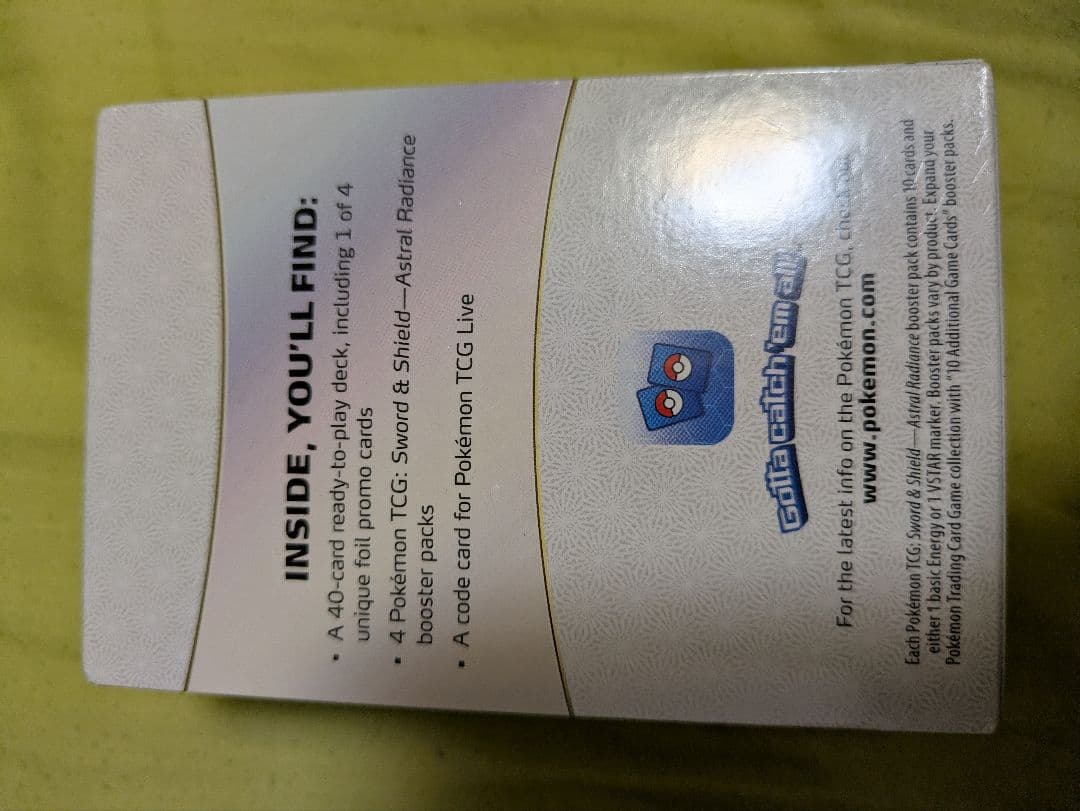 INSIDE, YOU'LL FIND:
• A 40-card ready-to-play deck, including 1 of 4
unique foil promo cards
• 4 Pokémon TCG: Sword & Shield—Astral Radiance
booster packs
• A code card for Pokémon TCG Live
Gotta catch 'em all!
For the latest info on the Pokémon TCG, check out
www.pokemon.com
Each Pokémon TCG: Sword & Shield—Astral Radiance booster pack contains 10 cards and
either 1 basic Energy or 1 VSTAR marker. Booster packs vary by product. Expand your
Pokémon Trading Card Game collection with "10 Additional Game Cards" booster packs.